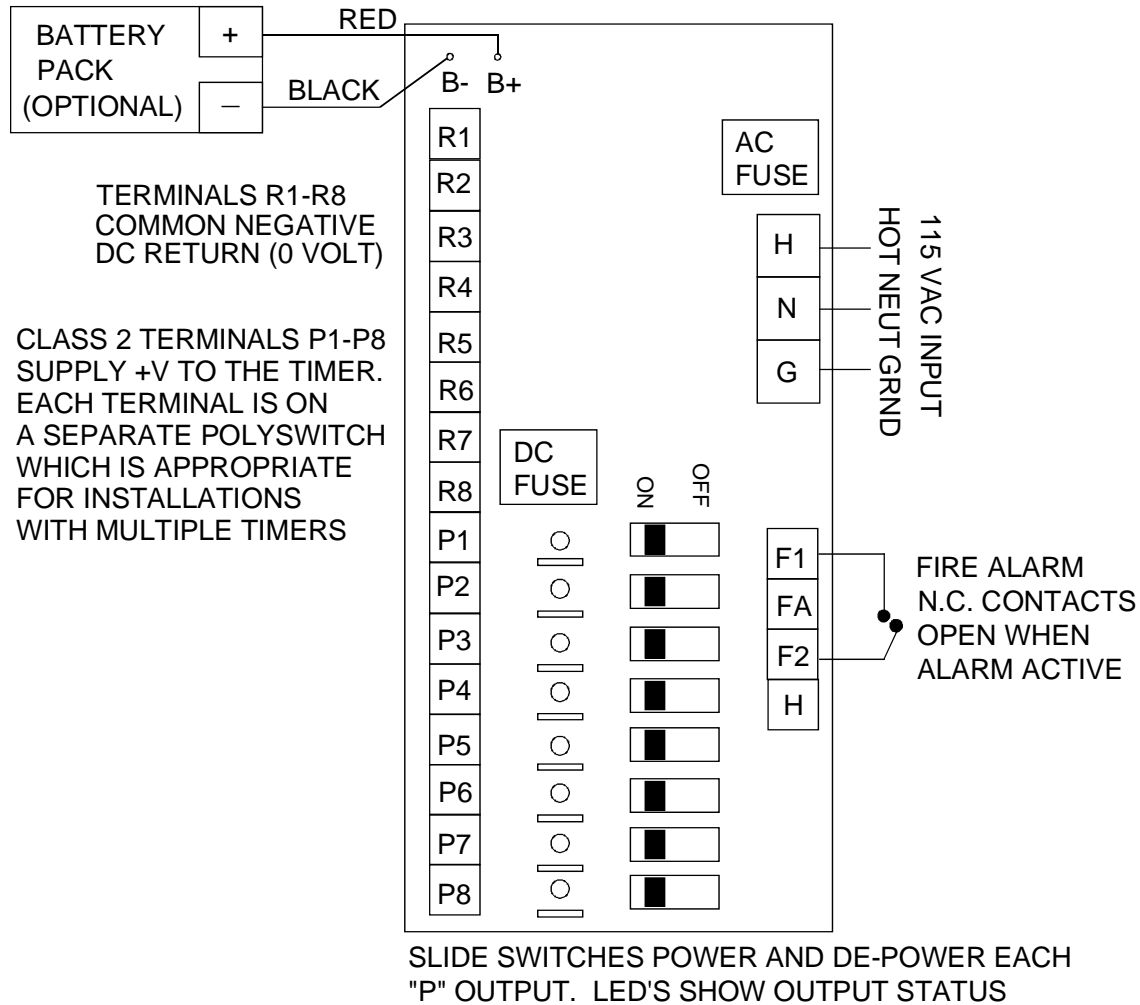 BATTERY
PACK
(OPTIONAL)
+
–
RED
BLACK
B- B+
TERMINALS R1-R8
COMMON NEGATIVE
DC RETURN (0 VOLT)
CLASS 2 TERMINALS P1-P8
SUPPLY +V TO THE TIMER.
EACH TERMINAL IS ON
A SEPARATE POLYSWITCH
WHICH IS APPROPRIATE
FOR INSTALLATIONS
WITH MULTIPLE TIMERS
R1
R2
R3
R4
R5
R6
R7
R8
P1
P2
P3
P4
P5
P6
P7
P8
DC
FUSE
ON
OFF
AC
FUSE
H
N
G
115 VAC INPUT
HOT NEUT GRND
F1
FA
F2
H
FIRE ALARM
N.C. CONTACTS
OPEN WHEN
ALARM ACTIVE
SLIDE SWITCHES POWER AND DE-POWER EACH
"P" OUTPUT. LED'S SHOW OUTPUT STATUS